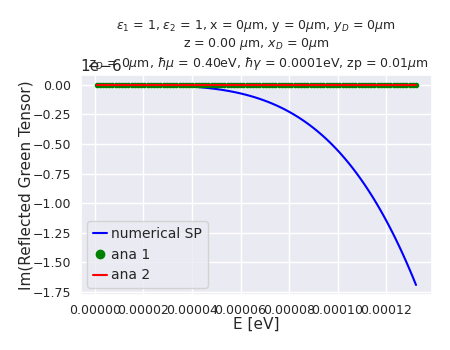 ε₁ = 1, ε₂ = 1, x = 0μm, y = 0μm, y_D = 0μm
z = 0.00 μm, x_D = 0μm
z_D = 0μm, ℏμ = 0.40eV, ℏγ = 0.0001eV, zp = 0.01μm
1e−6
0.00
−0.25
−0.50
−0.75
−1.00
−1.25
−1.50
−1.75
Im(Reflected Green Tensor)
numerical SP
ana 1
ana 2
0.00000 0.00002 0.00004 0.00006 0.00008 0.00010 0.00012
E [eV]